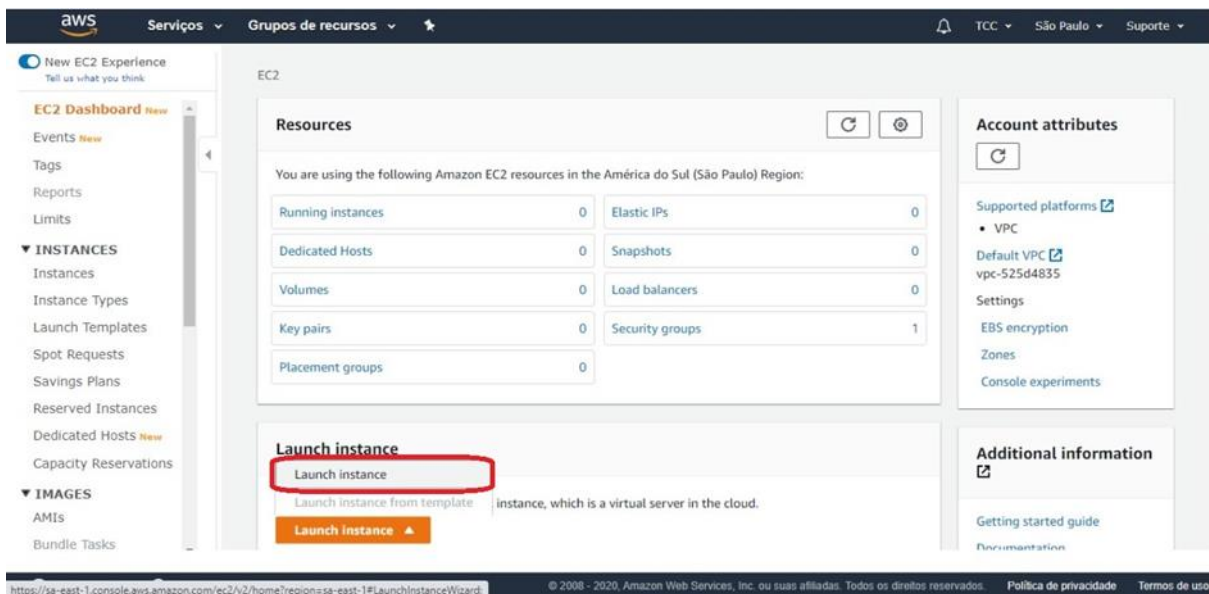 aws Serviços Grupos de recursos TCC São Paulo Suporte
New EC2 Experience
Tell us what you think
EC2 Dashboard New
Events New
Tags
Reports
Limits
INSTANCES
Instances
Instance Types
Launch Templates
Spot Requests
Savings Plans
Reserved Instances
Dedicated Hosts New
Capacity Reservations
IMAGES
AMIs
Bundle Tasks
EC2
Resources
You are using the following Amazon EC2 resources in the América do Sul (São Paulo) Region:
Running instances 0 Elastic IPs 0
Dedicated Hosts 0 Snapshots 0
Volumes 0 Load balancers 0
Key pairs 0 Security groups 1
Placement groups 0
Launch instance
Launch instance
Launch instance from template instance, which is a virtual server in the cloud.
Launch instance
Account attributes
Supported platforms
• VPC
Default VPC
vpc-525d4835
Settings
EBS encryption
Zones
Console experiments
Additional information
Getting started guide
Documentation
https://sa-east-1.console.aws.amazon.com/ec2/v2/home?region=sa-east-1#LaunchInstanceWizard: © 2008 - 2020, Amazon Web Services, Inc. ou suas afiliadas. Todos os direitos reservados. Política de privacidade Termos de uso